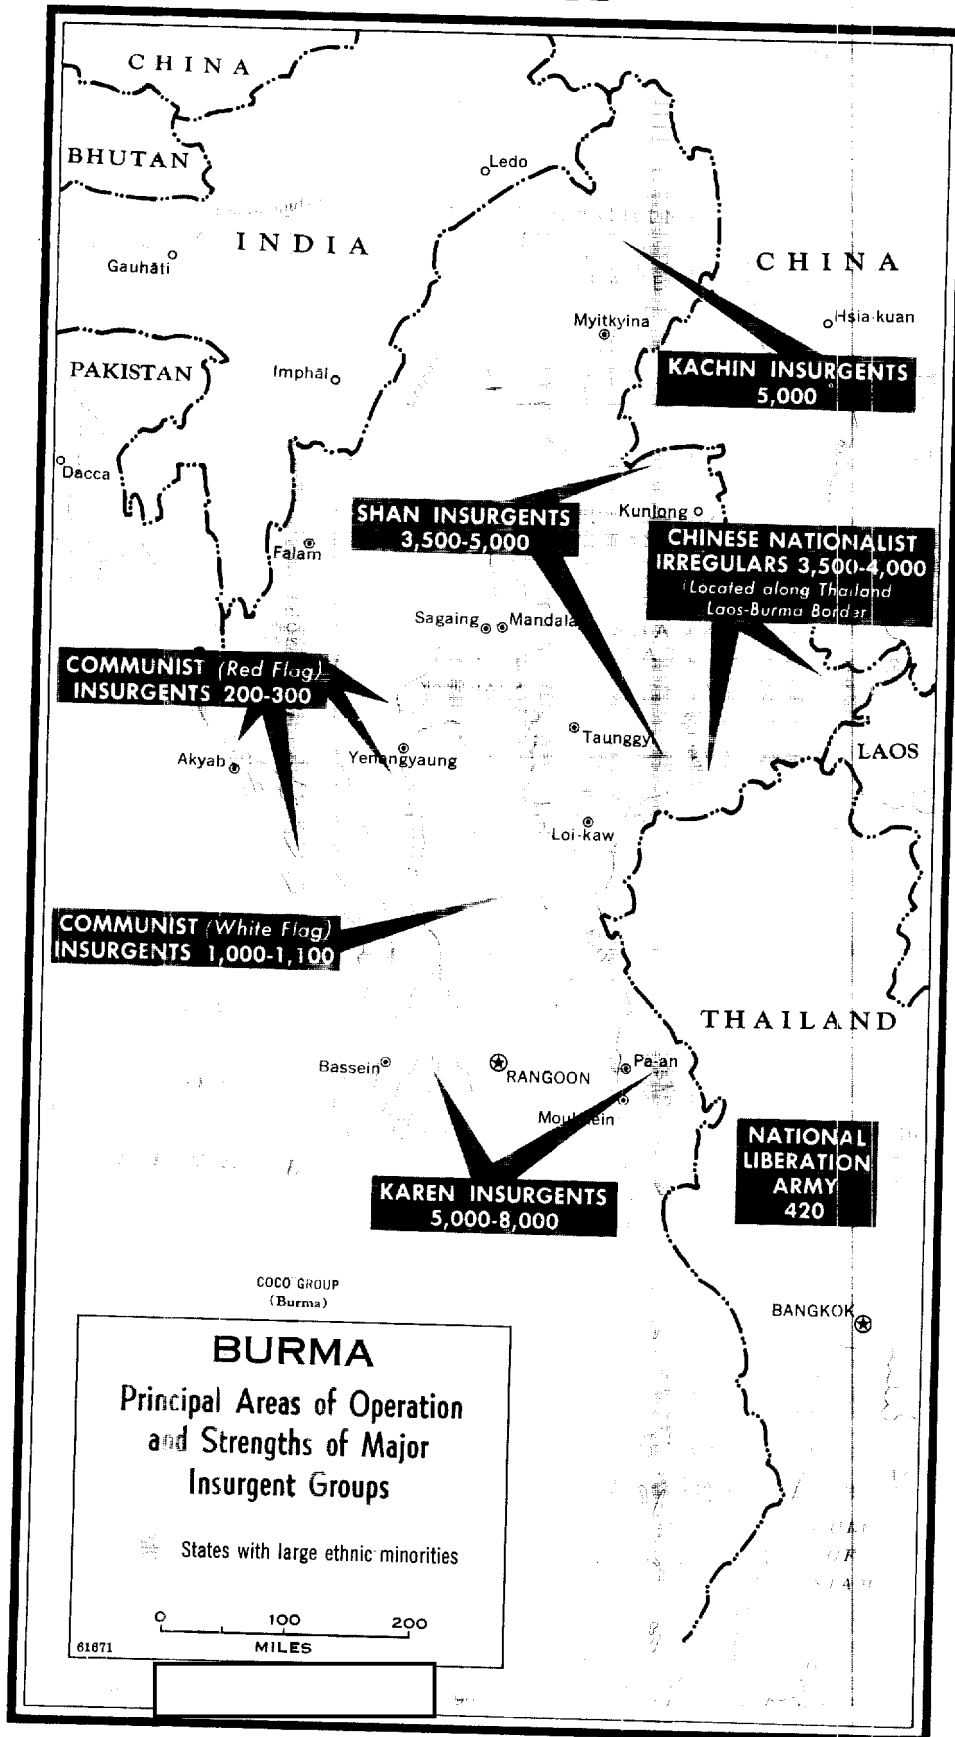 CHINA
BHUTAN
Ledo
INDIA
Gauhāti
CHINA
Hsia-kuan
Myitkyina
PAKISTAN
Imphāl
KACHIN INSURGENTS
5,000
Dacca
SHAN INSURGENTS
3,500-5,000
Kunlong
CHINESE NATIONALIST
IRREGULARS 3,500-4,000
(Located along Thailand
Laos-Burma Border
Falam
Sagaing
Mandala
COMMUNIST (Red Flag)
INSURGENTS 200-300
Taunggy
LAOS
Akyab
Yenangyaung
Loi-kaw
COMMUNIST (White Flag)
INSURGENTS 1,000-1,100
THAILAND
Bassein
RANGOON
Pa-an
Moulmein
NATIONAL
LIBERATION
ARMY
420
KAREN INSURGENTS
5,000-8,000
COCO GROUP
(Burma)
BANGKOK
BURMA
Principal Areas of Operation
and Strengths of Major
Insurgent Groups
States with large ethnic minorities
0 100 200
MILES
61671